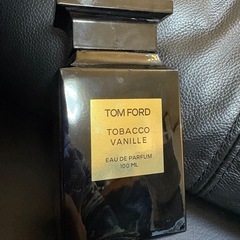 TOM FORD
TOBACCO
VANILLE
EAU DE PARFUM
100 ML